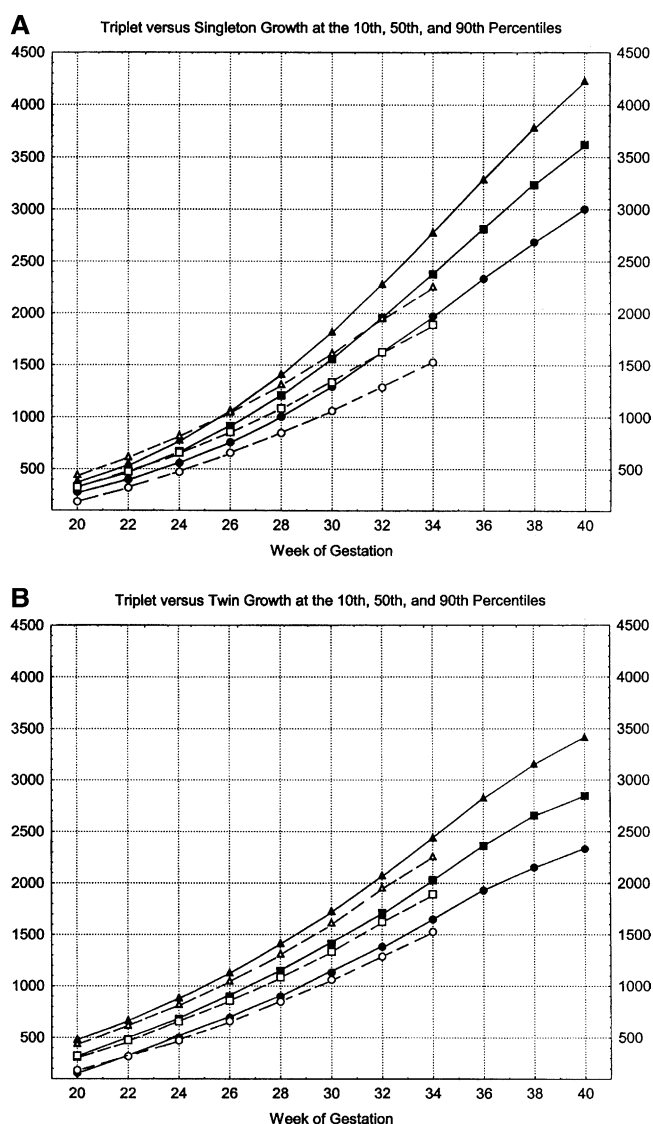 A
Triplet versus Singleton Growth at the 10th, 50th, and 90th Percentiles
4500 4500
4000 4000
3500 3500
3000 3000
2500 2500
2000 2000
1500 1500
1000 1000
500 500
20 22 24 26 28 30 32 34 36 38 40
Week of Gestation
B
Triplet versus Twin Growth at the 10th, 50th, and 90th Percentiles
4500 4500
4000 4000
3500 3500
3000 3000
2500 2500
2000 2000
1500 1500
1000 1000
500 500
20 22 24 26 28 30 32 34 36 38 40
Week of Gestation